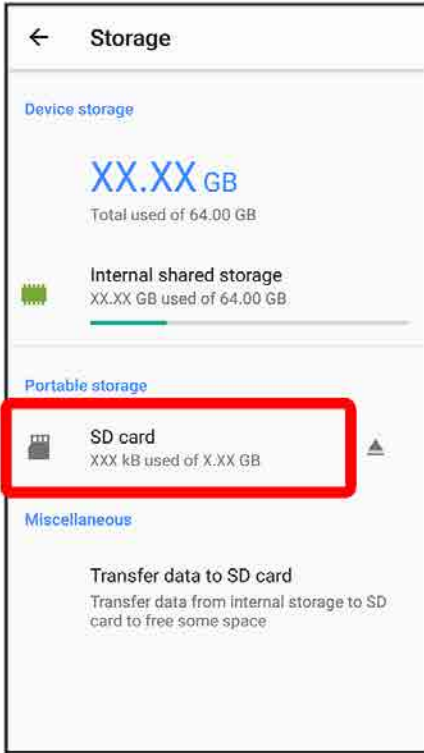 Storage
Device storage
XX.XX GB
Total used of 64.00 GB
Internal shared storage
XX.XX GB used of 64.00 GB
Portable storage
SD card
XXX kB used of X.XX GB
Miscellaneous
Transfer data to SD card
Transfer data from internal storage to SD
card to free some space